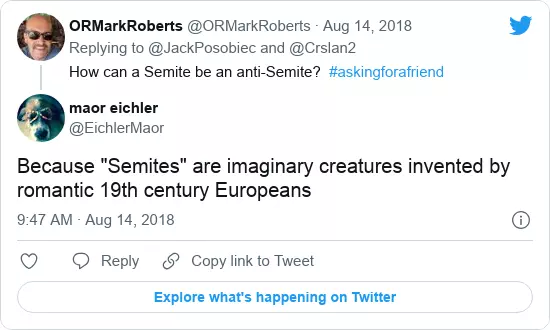 ORMarkRoberts @ORMarkRoberts · Aug 14, 2018
Replying to @JackPosobiec and @Crslan2
How can a Semite be an anti-Semite? #askingforafriend
maor eichler
@EichlerMaor
Because "Semites" are imaginary creatures invented by
romantic 19th century Europeans
9:47 AM · Aug 14, 2018
Reply
Copy link to Tweet
Explore what's happening on Twitter